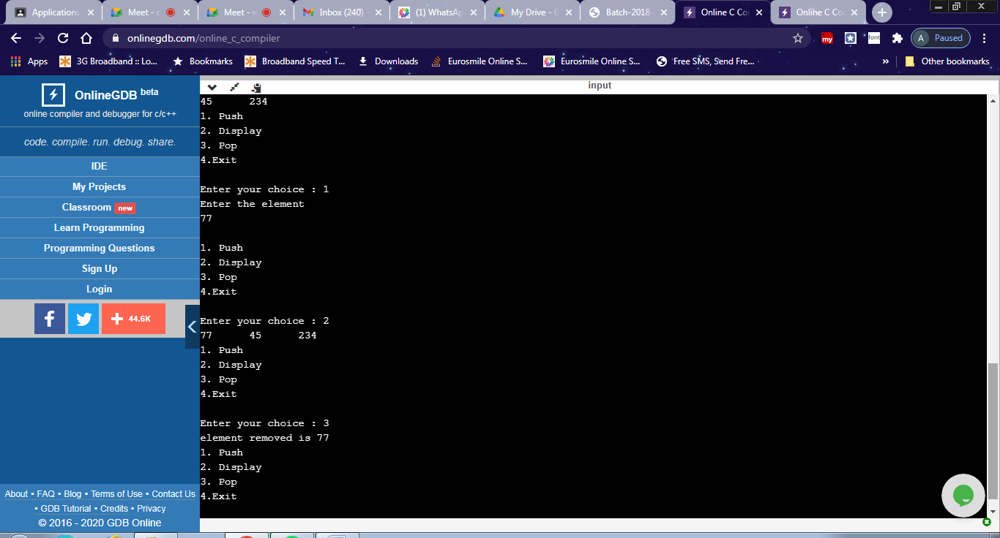 Applications
Meet - c
Meet - w
Inbox (240)
(1) WhatsAp
My Drive - G
Batch-2018-
Online C Co
Online C Co
onlinegdb.com/online_c_compiler
my
font
A Paused
Apps
3G Broadband :: Lo...
Bookmarks
Broadband Speed T...
Downloads
Eurosmile Online S...
Eurosmile Online S...
Free SMS, Send Fre...
»
Other bookmarks
OnlineGDB beta
online compiler and debugger for c/c++
code. compile. run. debug. share.
IDE
My Projects
Classroom new
Learn Programming
Programming Questions
Sign Up
Login
f
+ 44.6K
About • FAQ • Blog • Terms of Use • Contact Us
• GDB Tutorial • Credits • Privacy
© 2016 - 2020 GDB Online
input
45 234
1. Push
2. Display
3. Pop
4.Exit
Enter your choice : 1
Enter the element
77
1. Push
2. Display
3. Pop
4.Exit
Enter your choice : 2
77 45 234
1. Push
2. Display
3. Pop
4.Exit
Enter your choice : 3
element removed is 77
1. Push
2. Display
3. Pop
4.Exit